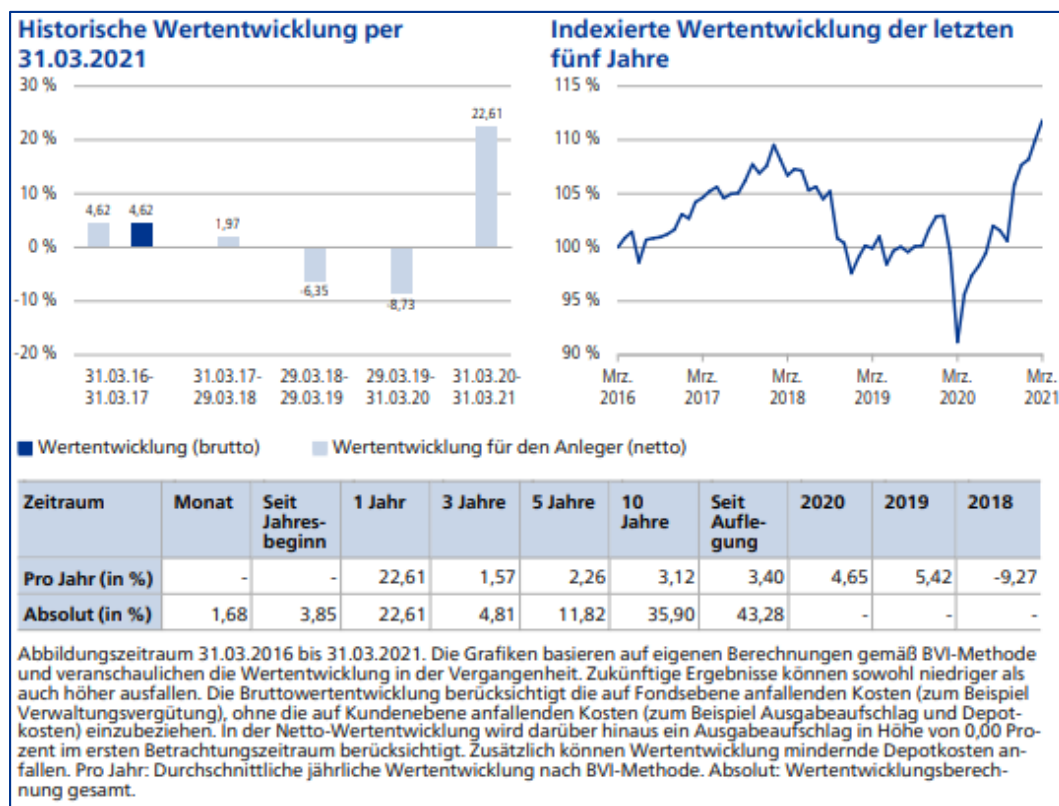 Historische Wertentwicklung per
31.03.2021
30 %
20 %
10 %
0 %
-10 %
-20 %
4,62
4,62
1,97
-6,35
-8,73
22,61
31.03.16-
31.03.17
31.03.17-
29.03.18
29.03.18-
29.03.19
29.03.19-
31.03.20
31.03.20-
31.03.21
Indexierte Wertentwicklung der letzten
fünf Jahre
115 %
110 %
105 %
100 %
95 %
90 %
Mrz.
2016
Mrz.
2017
Mrz.
2018
Mrz.
2019
Mrz.
2020
Mrz.
2021
Wertentwicklung (brutto) Wertentwicklung für den Anleger (netto)
Zeitraum Monat Seit Jahres-beginn 1 Jahr 3 Jahre 5 Jahre 10 Jahre Seit Aufle-gung 2020 2019 2018
Pro Jahr (in %) - - 22,61 1,57 2,26 3,12 3,40 4,65 5,42 -9,27
Absolut (in %) 1,68 3,85 22,61 4,81 11,82 35,90 43,28 - - -
Abbildungszeitraum 31.03.2016 bis 31.03.2021. Die Grafiken basieren auf eigenen Berechnungen gemäß BVI-Methode
und veranschaulichen die Wertentwicklung in der Vergangenheit. Zukünftige Ergebnisse können sowohl niedriger als
auch höher ausfallen. Die Bruttowertentwicklung berücksichtigt die auf Fondsebene anfallenden Kosten (zum Beispiel
Verwaltungsvergütung), ohne die auf Kundenebene anfallenden Kosten (zum Beispiel Ausgabeaufschlag und Depot-
kosten) einzubeziehen. In der Netto-Wertentwicklung wird darüber hinaus ein Ausgabeaufschlag in Höhe von 0,00 Pro-
zent im ersten Betrachtungszeitraum berücksichtigt. Zusätzlich können Wertentwicklung mindernde Depotkosten an-
fallen. Pro Jahr: Durchschnittliche jährliche Wertentwicklung nach BVI-Methode. Absolut: Wertentwicklungsberech-
nung gesamt.